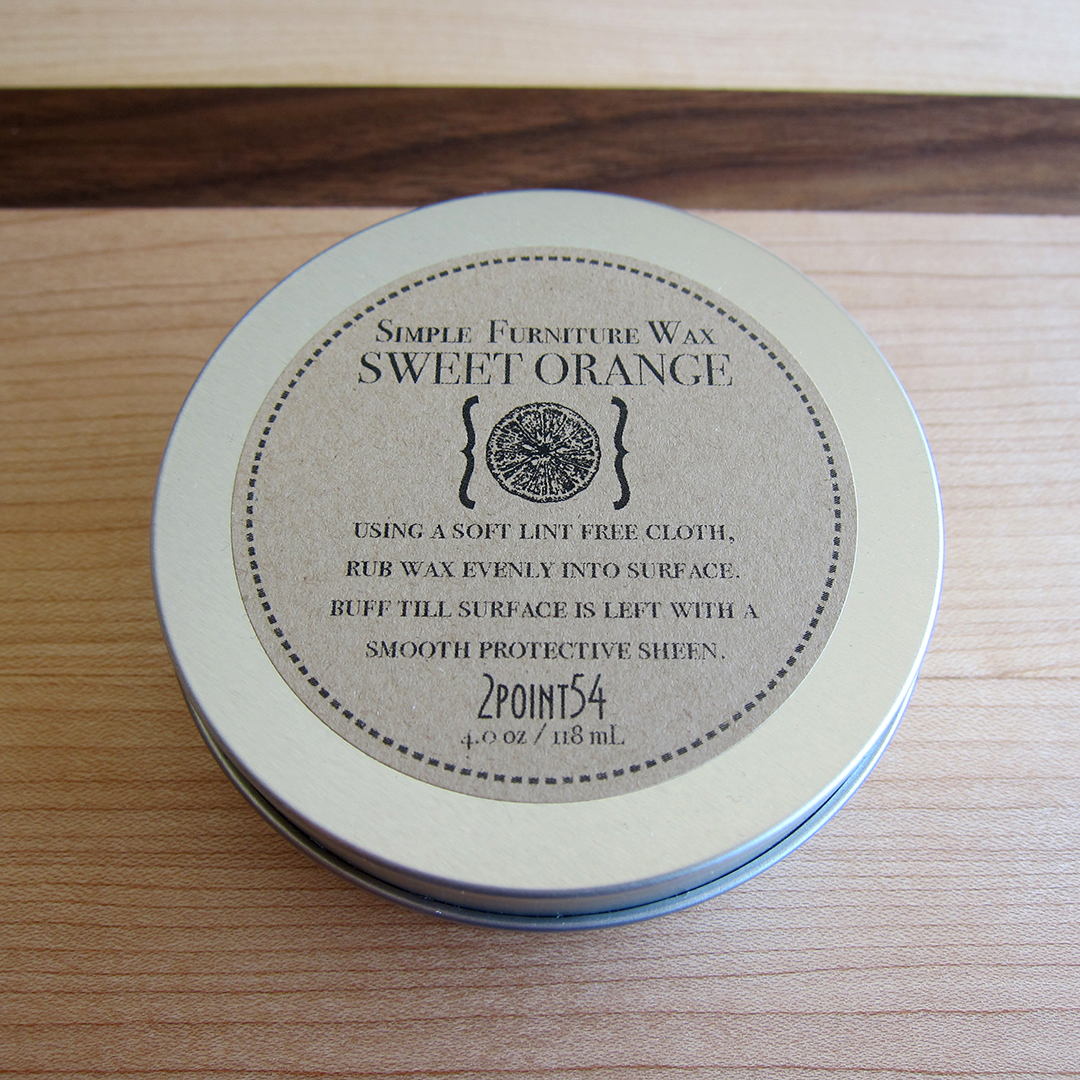 Simple Furniture Wax
SWEET ORANGE
USING A SOFT LINT FREE CLOTH,
RUB WAX EVENLY INTO SURFACE.
BUFF TILL SURFACE IS LEFT WITH A
SMOOTH PROTECTIVE SHEEN.
2POINT54
4.0 oz / 118 mL